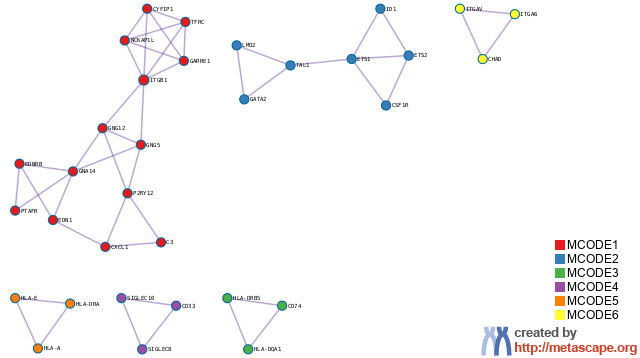 CYFIP1
TFRC
NCKAP1L
GARRE1
ITGB1
GNG12
GNG5
EDNRB
GNA14
PTAFR
EDN1
P2RY12
CXCL1
C3
LMO2
TAL1
GATA2
ID1
ETS1
ETS2
CSF1R
ITGAV
ITGA6
CHAD
HLA-E
HLA-DRA
HLA-A
SIGLEC10
CD33
SIGLEC8
HLA-DRB5
CD74
HLA-DQA1
MCODE1
MCODE2
MCODE3
MCODE4
MCODE5
MCODE6
created by
http://metascape.org